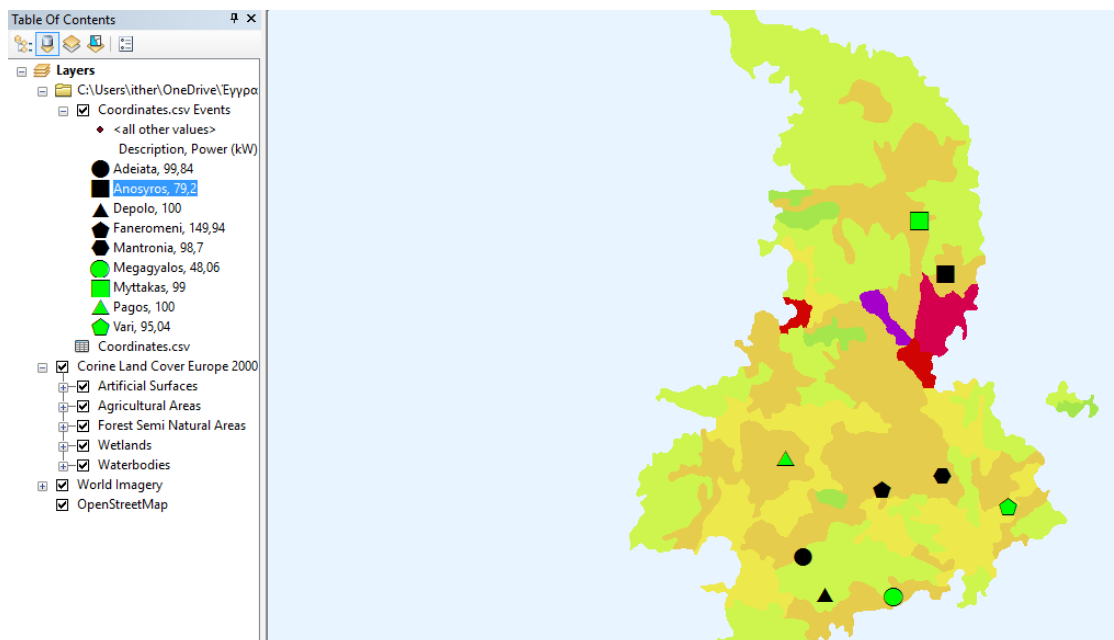 Table Of Contents
Layers
C:\Users\ither\OneDrive\Έγγρα
Coordinates.csv Events
<all other values>
Description, Power (kW)
Adeiata, 99,84
Anosyros, 79,2
Depolo, 100
Faneromeni, 149,94
Mantronia, 98,7
Megagyalos, 48,06
Myttakas, 99
Pagos, 100
Vari, 95,04
Coordinates.csv
Corine Land Cover Europe 2000
Artificial Surfaces
Agricultural Areas
Forest Semi Natural Areas
Wetlands
Waterbodies
World Imagery
OpenStreetMap